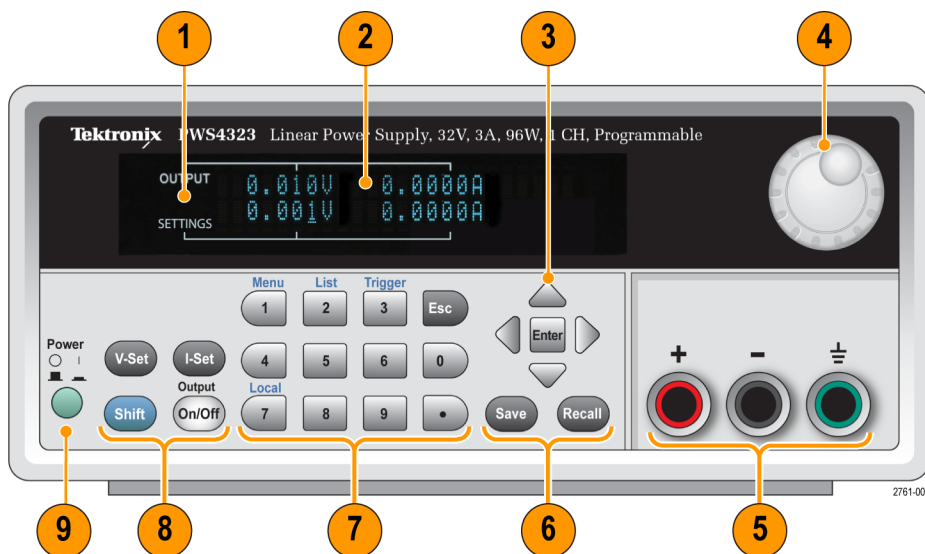 1 2 3 4
Tektronix PWS4323 Linear Power Supply, 32V, 3A, 96W, 1 CH, Programmable
OUTPUT 0.010V 0.0000A
SETTINGS 0.001V 0.0000A
Menu List Trigger
1 2 3 Esc
Enter
+ - ⏚
Power
V-Set I-Set 4 5 6 0
Output Local
Shift On/Off 7 8 9 • Save Recall
2761-00
9 8 7 6 5